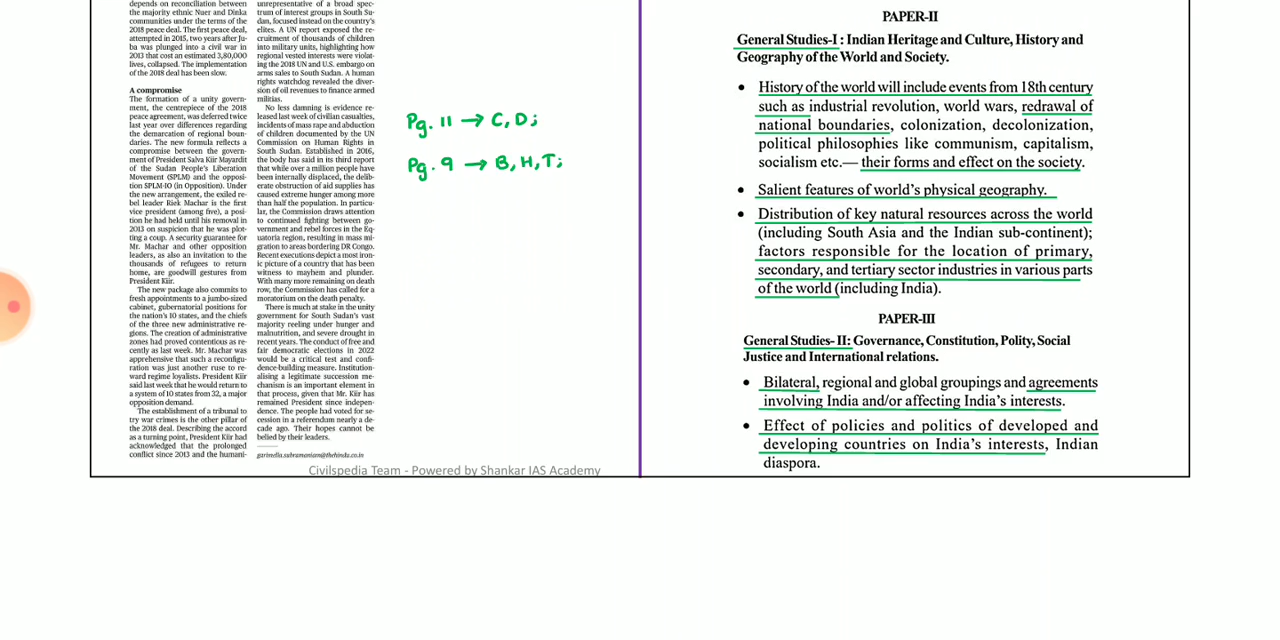 depends on reconciliation between
the majority ethnic Nuer and Dinka
communities under the terms of the
2018 peace deal. The first peace deal,
attempted in 2015, two years after Ju-
ba was plunged into a civil war in
2013 that cost an estimated 3,80,000
lives, collapsed. The implementation
of the 2018 deal has been slow.
A compromise
The formation of a unity govern-
ment, the centrepiece of the 2018
peace agreement, was deferred twice
last year over differences regarding
the demarcation of regional boun-
daries. The new formula reflects a
compromise between the govern-
ment of President Salva Kiir Mayardit
of the Sudan People's Liberation
Movement (SPLM) and the opposi-
tion SPLM-IO (in Opposition). Under
the new arrangement, the exiled re-
bel leader Riek Machar is the first
vice president (among five), a posi-
tion he had held until his removal in
2013 on suspicion that he was plot-
ting a coup. A security guarantee for
Mr. Machar and other opposition
leaders, as also an invitation to the
thousands of refugees to return
home, are goodwill gestures from
President Kiir.
The new package also commits to
fresh appointments to a jumbo-sized
cabinet, gubernatorial positions for
the nation's 10 states, and the chiefs
of the three new administrative re-
gions. The creation of administrative
zones had proved contentious as re-
cently as last week. Mr. Machar was
apprehensive that such a reconfigu-
ration was just another ruse to re-
ward regime loyalists. President Kiir
said last week that he would return to
a system of 10 states from 32, a major
opposition demand.
The establishment of a tribunal to
try war crimes is the other pillar of
the 2018 deal. Describing the accord
as a turning point, President Kiir had
acknowledged that the prolonged
conflict since 2013 and the humani-
unrepresentative of a broad spec-
trum of interest groups in South Su-
dan, focused instead on the country's
elites. A UN report exposed the re-
cruitment of thousands of children
into military units, highlighting how
regional vested interests were violat-
ing the 2018 UN and U.S. embargo on
arms sales to South Sudan. A human
rights watchdog revealed the diver-
sion of oil revenues to finance armed
militias.
No less damning is evidence re-
leased last week of civilian casualties,
incidents of mass rape and abduction
of children documented by the UN
Commission on Human Rights in
South Sudan. Established in 2016,
the body has said in its third report
that while over a million people have
been internally displaced, the delib-
erate obstruction of aid supplies has
caused extreme hunger among more
than half the population. In particu-
lar, the Commission draws attention
to continued fighting between go-
vernment and rebel forces in the Eq-
uatoria region, resulting in mass mi-
gration to areas bordering DR Congo.
Recent executions depict a most iron-
ic picture of a country that has been
witness to mayhem and plunder.
With many more remaining on death
row, the Commission has called for a
moratorium on the death penalty.
There is much at stake in the unity
government for South Sudan's vast
majority reeling under hunger and
malnutrition, and severe drought in
recent years. The conduct of free and
fair democratic elections in 2022
would be a critical test and confi-
dence-building measure. Institution-
alising a legitimate succession me-
chanism is an important element in
that process, given that Mr. Kiir has
remained President since indepen-
dence. The people had voted for se-
cession in a referendum nearly a de-
cade ago. Their hopes cannot be
belied by their leaders.
garimella.subramaniam@thehindu.co.in
Pg. 11 → C, D;
Pg. 9 → B, H, T;
Civilspedia Team - Powered by Shankar IAS Academy
PAPER-II
General Studies-I : Indian Heritage and Culture, History and
Geography of the World and Society.
• History of the world will include events from 18th century
such as industrial revolution, world wars, redrawal of
national boundaries, colonization, decolonization,
political philosophies like communism, capitalism,
socialism etc.— their forms and effect on the society.
• Salient features of world's physical geography.
• Distribution of key natural resources across the world
(including South Asia and the Indian sub-continent);
factors responsible for the location of primary,
secondary, and tertiary sector industries in various parts
of the world (including India).
PAPER-III
General Studies- II: Governance, Constitution, Polity, Social
Justice and International relations.
• Bilateral, regional and global groupings and agreements
involving India and/or affecting India's interests.
• Effect of policies and politics of developed and
developing countries on India's interests, Indian
diaspora.